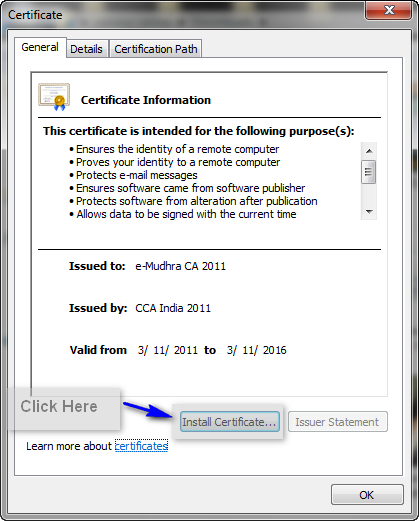 Certificate
General Details Certification Path
Certificate Information
This certificate is intended for the following purpose(s):
• Ensures the identity of a remote computer
• Proves your identity to a remote computer
• Protects e-mail messages
• Ensures software came from software publisher
• Protects software from alteration after publication
• Allows data to be signed with the current time
Issued to: e-Mudhra CA 2011
Issued by: CCA India 2011
Valid from 3/ 11/ 2011 to 3/ 11/ 2016
Click Here
Install Certificate... Issuer Statement
Learn more about certificates
OK